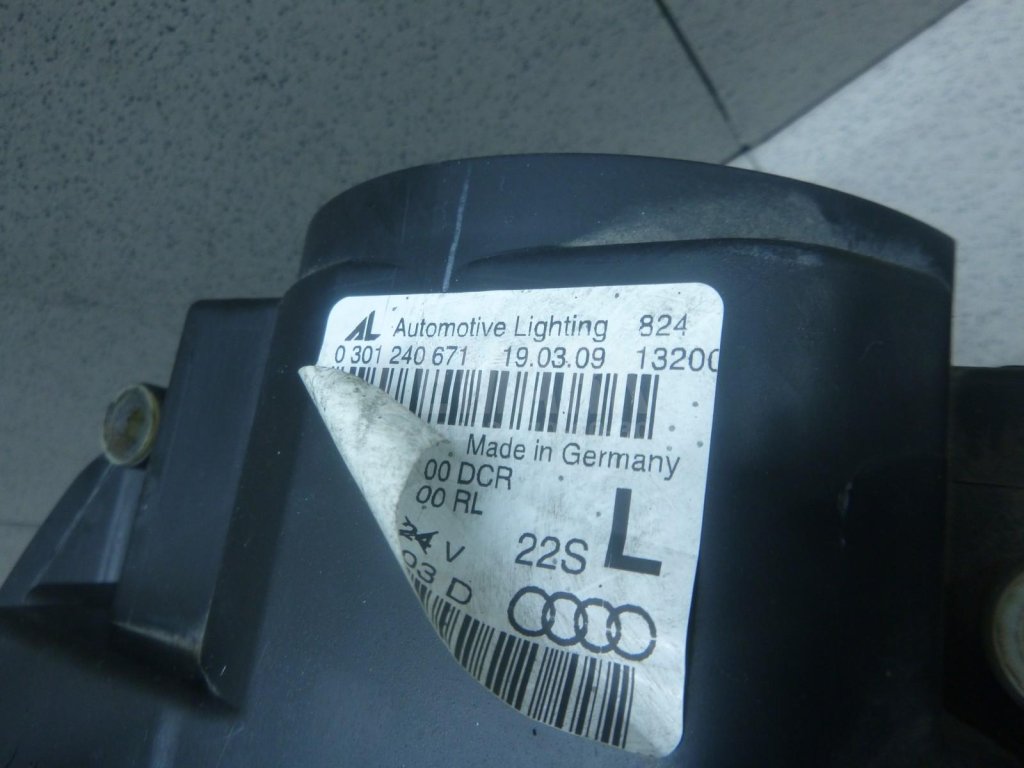 AL Automotive Lighting 824
0 301 240 671 19.03.09 13200
Made in Germany
00 DCR
00 RL
24 V 22S L
03 D